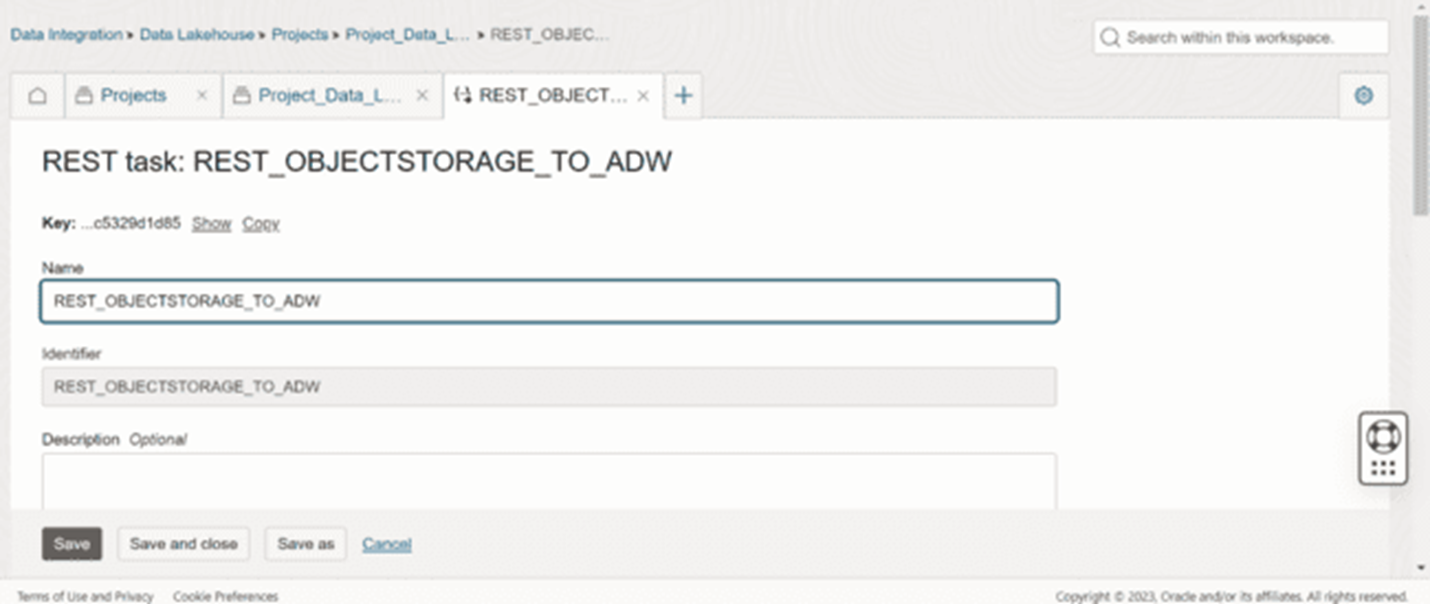 Data Integration » Data Lakehouse » Projects » Project_Data_L... » REST_OBJEC...
Search within this workspace.
Projects × Project_Data_L... × REST_OBJECT... × +
REST task: REST_OBJECTSTORAGE_TO_ADW
Key: ...c5329d1d85 Show Copy
Name
REST_OBJECTSTORAGE_TO_ADW
Identifier
REST_OBJECTSTORAGE_TO_ADW
Description Optional
Save Save and close Save as Cancel
Terms of Use and Privacy Cookie Preferences Copyright © 2023, Oracle and/or its affiliates. All rights reserved.